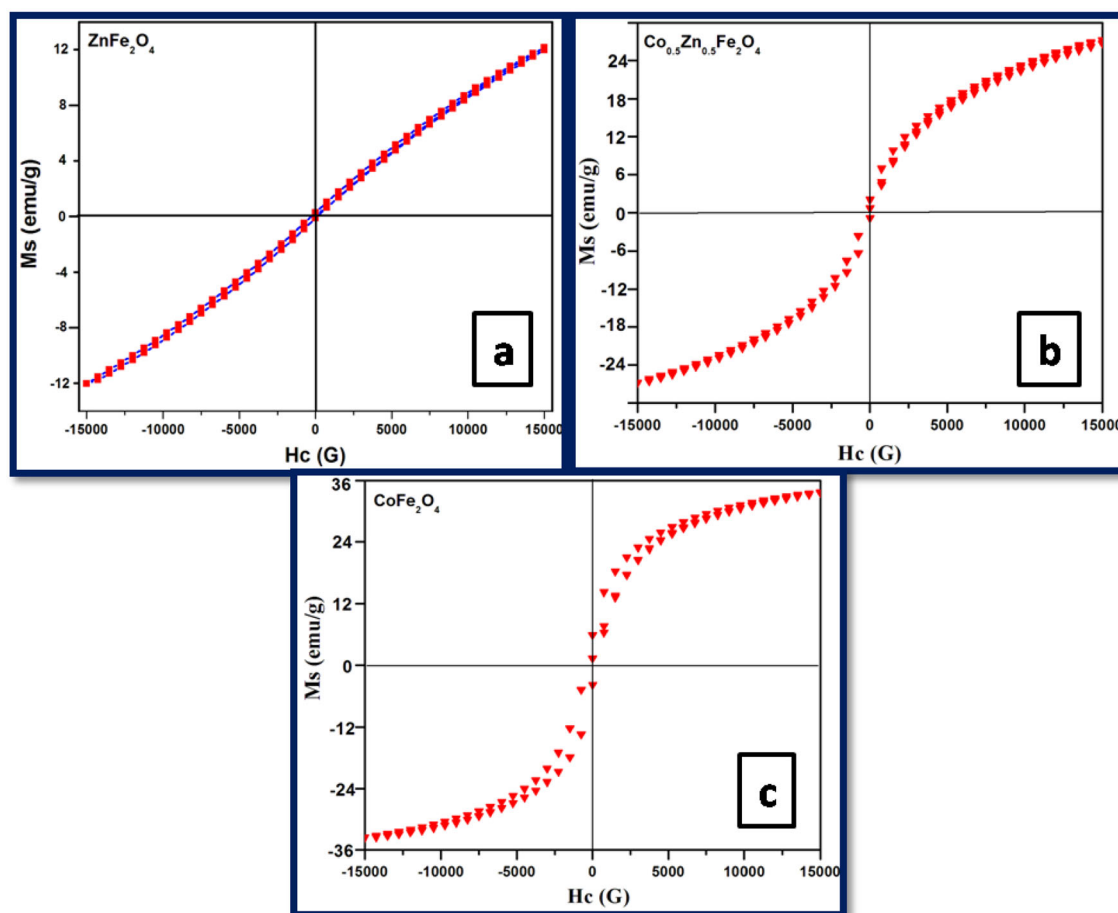 ZnFe₂O₄
12
8
4
0
-4
-8
-12
Ms (emu/g)
-15000 -10000 -5000 0 5000 10000 15000
Hc (G)
a
Co₀.₅Zn₀.₅Fe₂O₄
24
18
12
6
0
-6
-12
-18
-24
Ms (emu/g)
-15000 -10000 -5000 0 5000 10000 15000
Hc (G)
b
CoFe₂O₄
36
24
12
0
-12
-24
-36
Ms (emu/g)
-15000 -10000 -5000 0 5000 10000 15000
Hc (G)
c